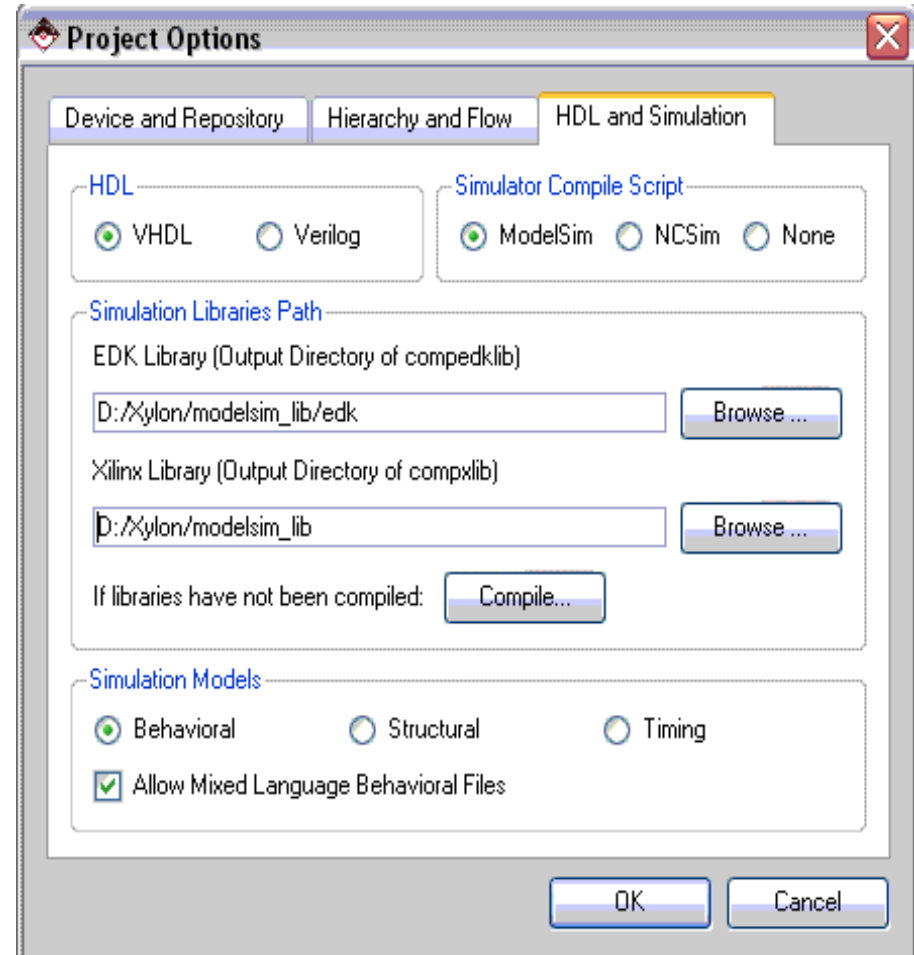 Project Options
Device and Repository Hierarchy and Flow HDL and Simulation
HDL Simulator Compile Script
VHDL Verilog ModelSim NCSim None
Simulation Libraries Path
EDK Library (Output Directory of compedklib)
D:/Xylon/modelsim_lib/edk Browse ...
Xilinx Library (Output Directory of compxlib)
D:/Xylon/modelsim_lib Browse ...
If libraries have not been compiled: Compile...
Simulation Models
Behavioral Structural Timing
Allow Mixed Language Behavioral Files
OK Cancel